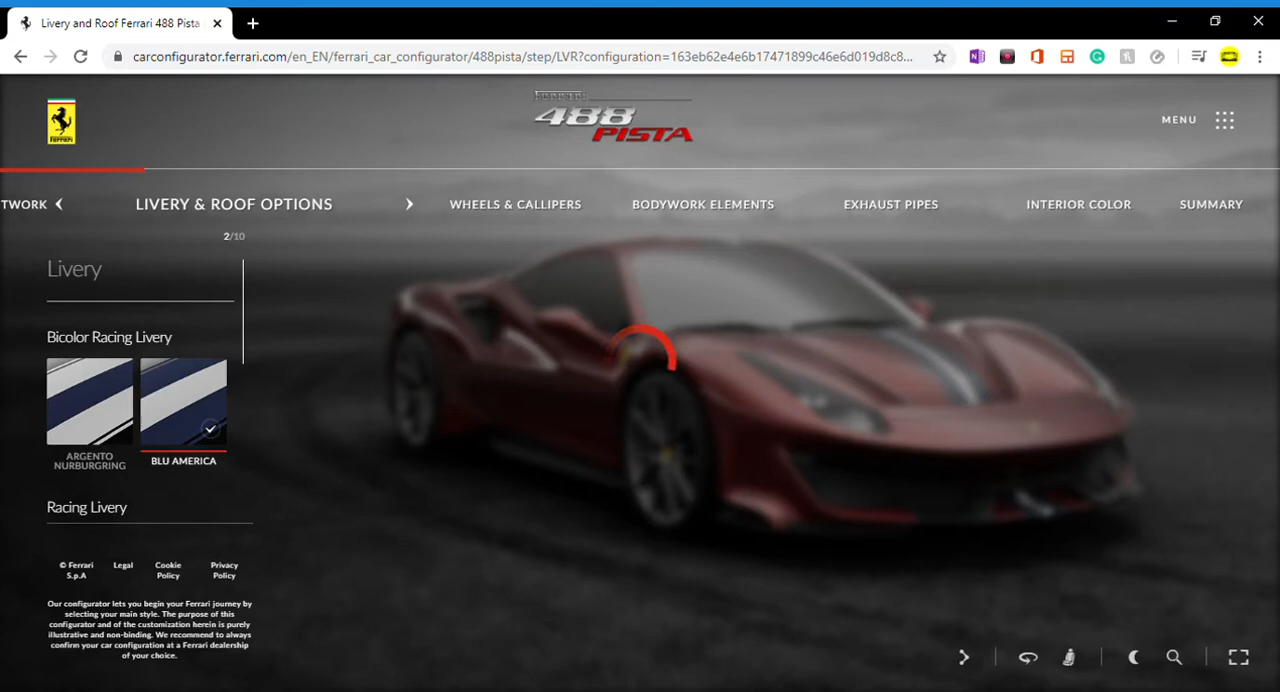 Livery and Roof Ferrari 488 Pista
carconfigurator.ferrari.com/en_EN/ferrari_car_configurator/488pista/step/LVR?configuration=163eb62e4e6b17471899c46e6d019d8c8...
Ferrari
Ferrari
488
PISTA
MENU
TWORK
LIVERY & ROOF OPTIONS
WHEELS & CALLIPERS
BODYWORK ELEMENTS
EXHAUST PIPES
INTERIOR COLOR
SUMMARY
2/10
Livery
Bicolor Racing Livery
ARGENTO
NURBURGRING
BLU AMERICA
Racing Livery
© Ferrari
S.p.A
Legal
Cookie
Policy
Privacy
Policy
Our configurator lets you begin your Ferrari journey by
selecting your main style. The purpose of this
configurator and of the customization herein is purely
illustrative and non-binding. We recommend to always
confirm your car configuration at a Ferrari dealership
of your choice.